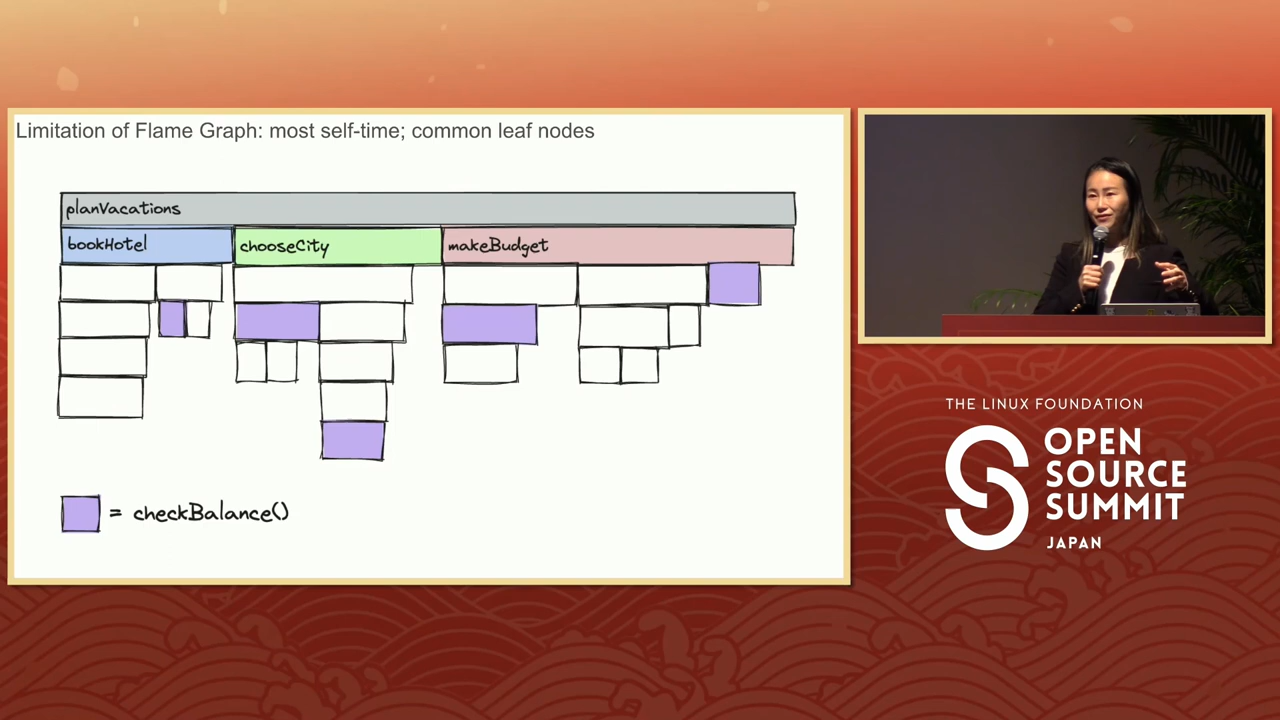 Limitation of Flame Graph: most self-time; common leaf nodes
planVacations
bookHotel
chooseCity
makeBudget
= checkBalance()
THE LINUX FOUNDATION
OPEN
SOURCE
SUMMIT
JAPAN